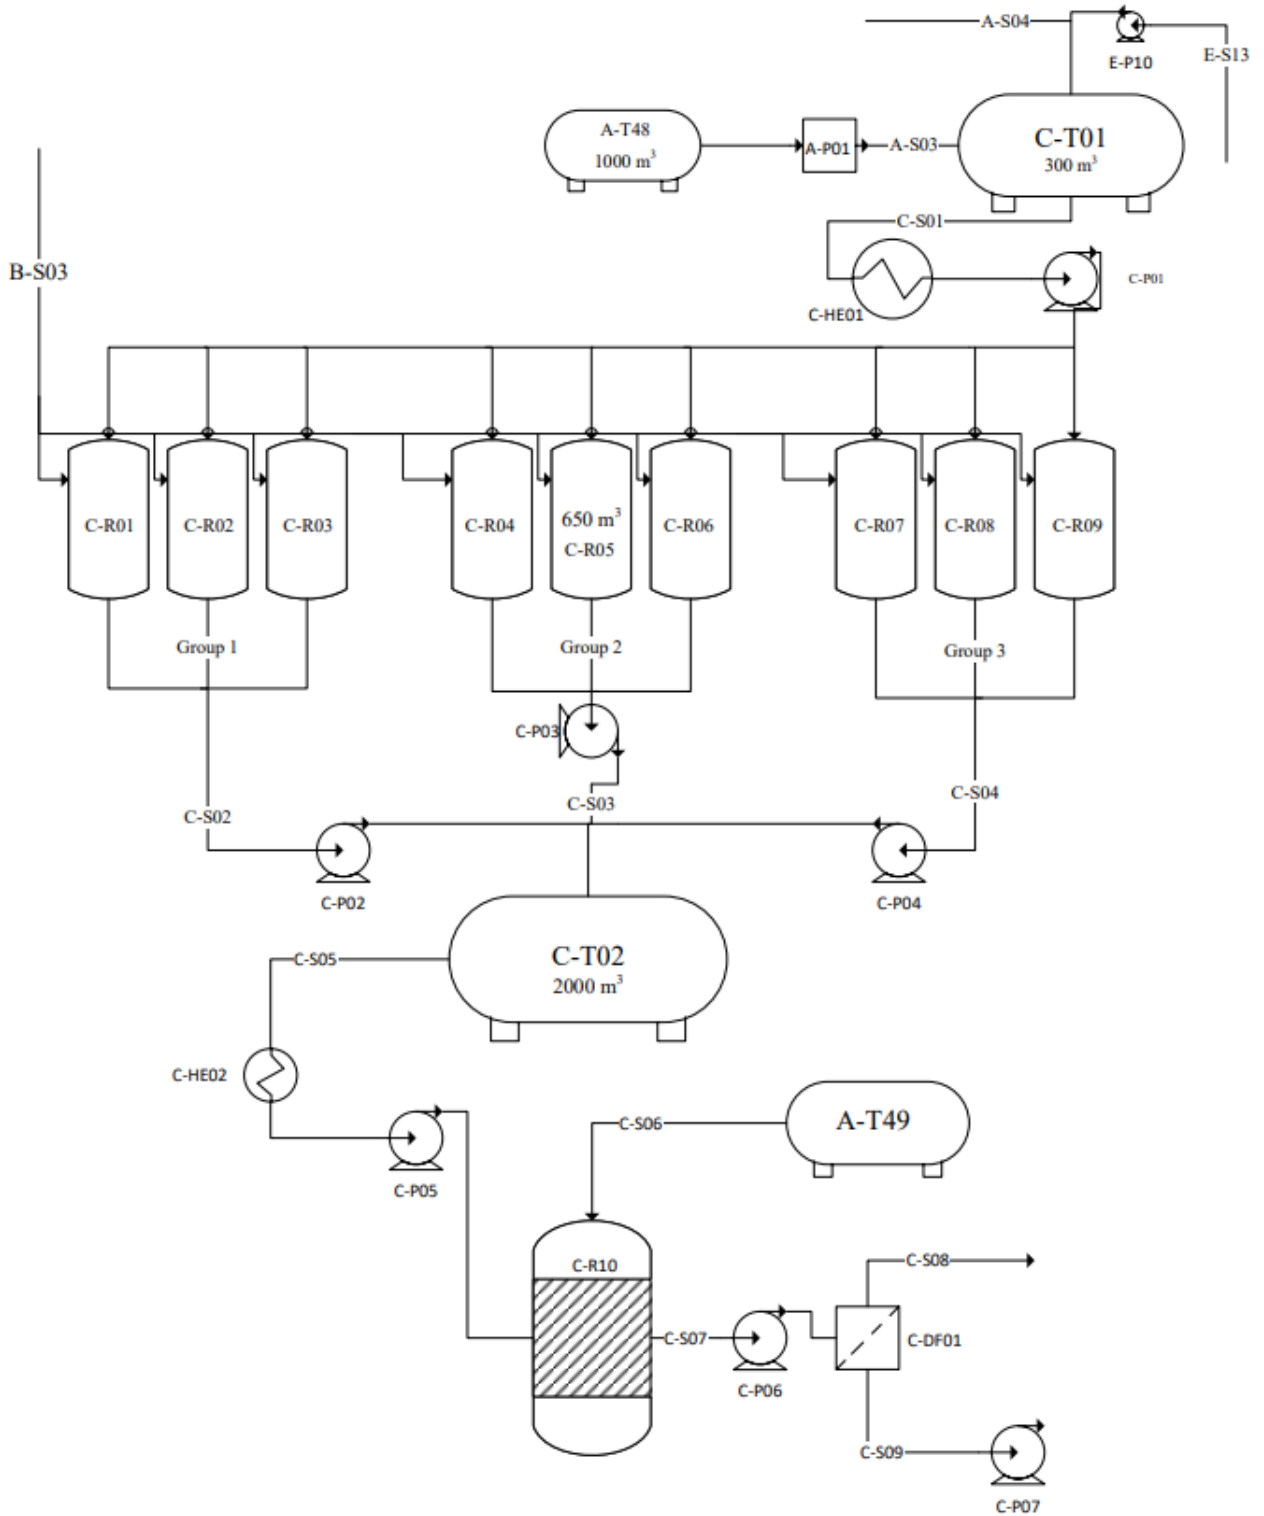 A-S04
E-S13
E-P10
A-T48
1000 m³
A-P01
A-S03
C-T01
300 m³
C-S01
B-S03
C-P01
C-HE01
C-R01
C-R02
C-R03
C-R04
650 m³
C-R05
C-R06
C-R07
C-R08
C-R09
Group 1
Group 2
Group 3
C-P03
C-S02
C-S03
C-S04
C-P02
C-P04
C-S05
C-T02
2000 m³
C-HE02
C-S06
A-T49
C-P05
C-R10
C-S08
C-S07
C-DF01
C-P06
C-S09
C-P07